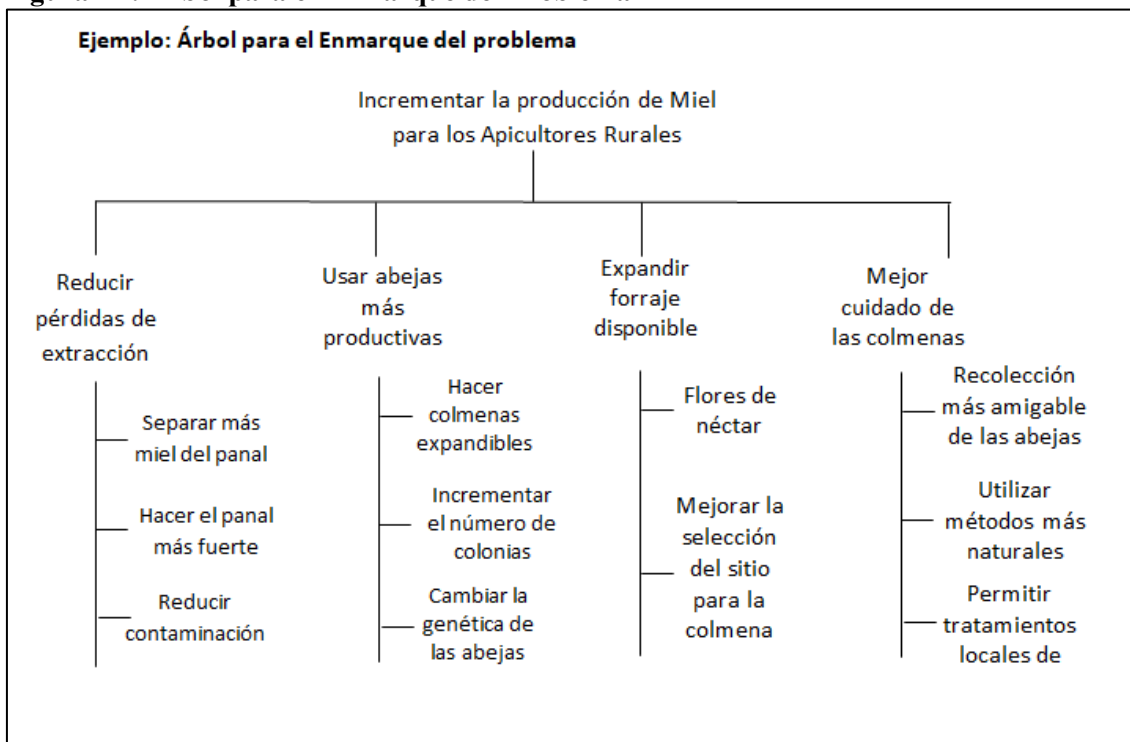 Ejemplo: Árbol para el Enmarque del problema
Incrementar la producción de Miel
para los Apicultores Rurales
Reducir
pérdidas de
extracción
Separar más
miel del panal
Hacer el panal
más fuerte
Reducir
contaminación
Usar abejas
más
productivas
Hacer
colmenas
expandibles
Incrementar
el número de
colonias
Cambiar la
genética de
las abejas
Expandir
forraje
disponible
Flores de
néctar
Mejorar la
selección
del sitio
para la
colmena
Mejor
cuidado de
las colmenas
Recolección
más amigable
de las abejas
Utilizar
métodos más
naturales
Permitir
tratamientos
locales de